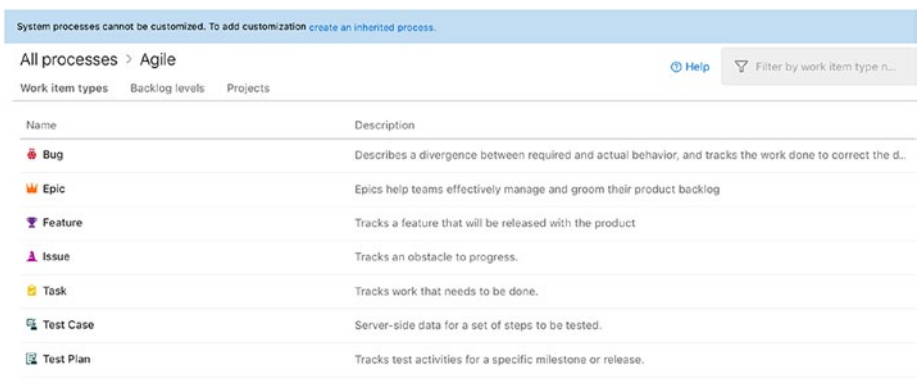 System processes cannot be customized. To add customization create an inherited process.
All processes > Agile
Help
Filter by work item type n...
Work item types Backlog levels Projects
Name Description
Bug Describes a divergence between required and actual behavior, and tracks the work done to correct the d...
Epic Epics help teams effectively manage and groom their product backlog
Feature Tracks a feature that will be released with the product
Issue Tracks an obstacle to progress.
Task Tracks work that needs to be done.
Test Case Server-side data for a set of steps to be tested.
Test Plan Tracks test activities for a specific milestone or release.